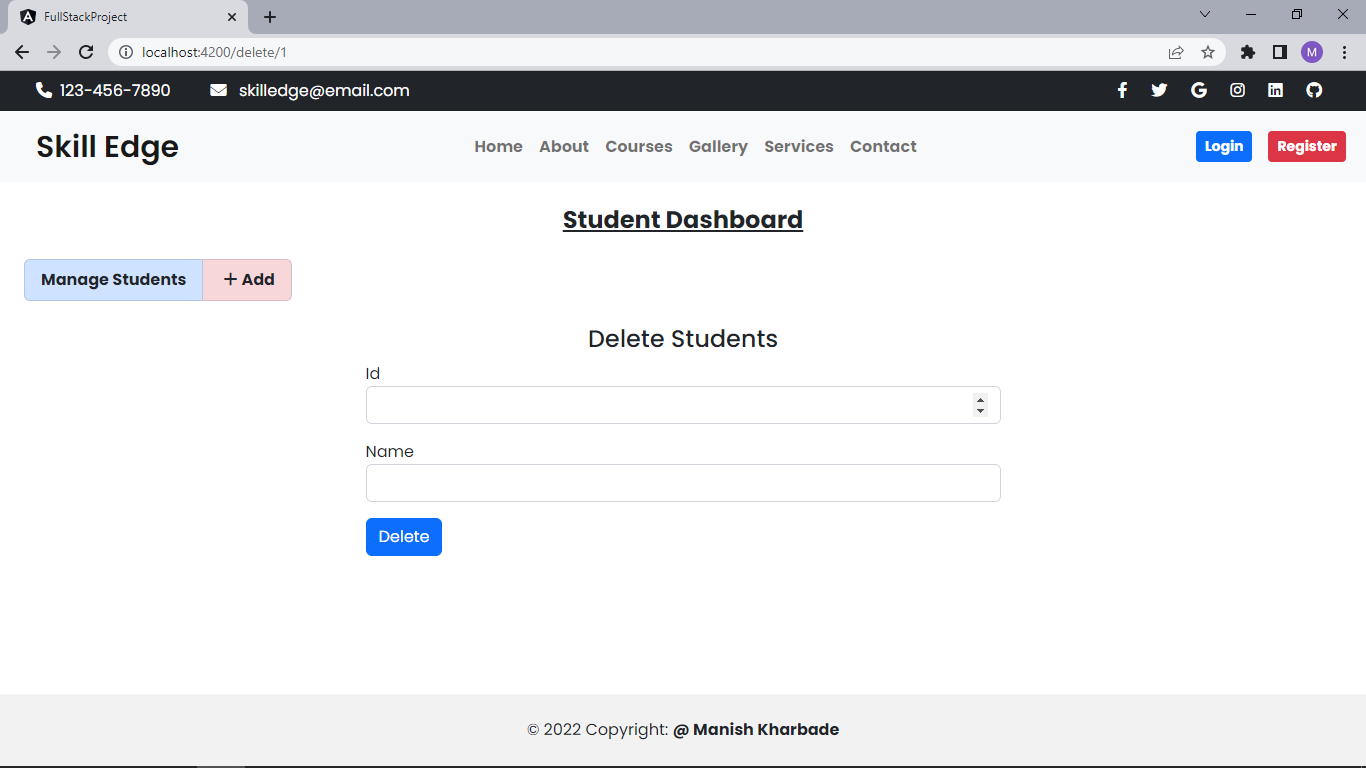 FullStackProject
localhost:4200/delete/1
M
123-456-7890 skilledge@email.com
Skill Edge Home About Courses Gallery Services Contact Login Register
Student Dashboard
Manage Students + Add
Delete Students
Id
Name
Delete
© 2022 Copyright: @ Manish Kharbade